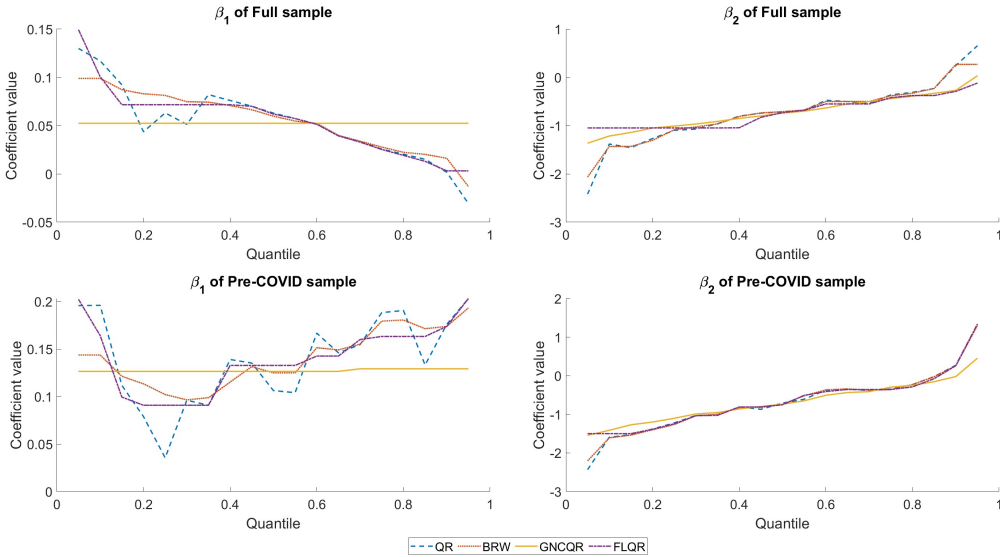 β1 of Full sample
0.15
0.1
0.05
0
-0.05
Coefficient value
0 0.2 0.4 0.6 0.8 1
Quantile
β2 of Full sample
1
0
-1
-2
-3
Coefficient value
0 0.2 0.4 0.6 0.8 1
Quantile
β1 of Pre-COVID sample
0.2
0.15
0.1
0.05
0
Coefficient value
0 0.2 0.4 0.6 0.8 1
Quantile
β2 of Pre-COVID sample
2
1
0
-1
-2
-3
Coefficient value
0 0.2 0.4 0.6 0.8 1
Quantile
QR BRW GNCQR FLQR